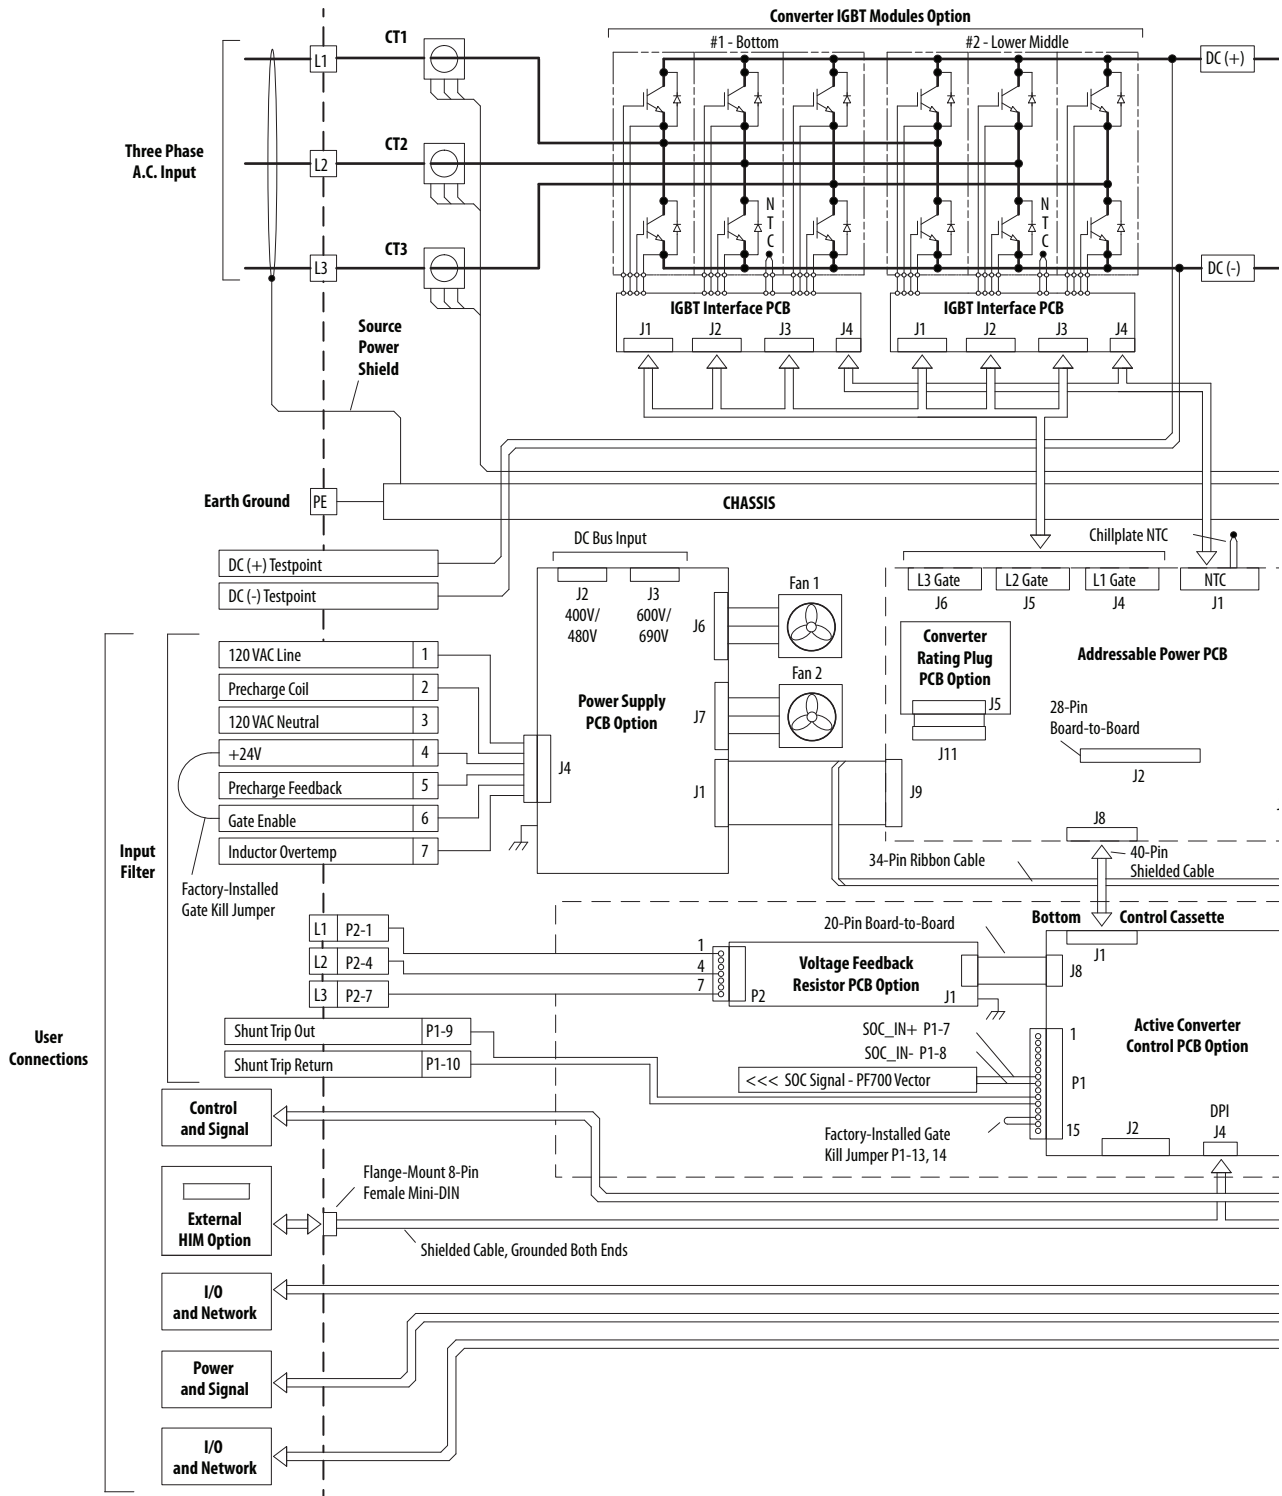 Converter IGBT Modules Option
#1 - Bottom
#2 - Lower Middle
CT1
L1
DC (+)
Three Phase
A.C. Input
CT2
L2
N
T
C
N
T
C
CT3
L3
DC (-)
IGBT Interface PCB
J1
J2
J3
J4
IGBT Interface PCB
J1
J2
J3
J4
Source
Power
Shield
Earth Ground
PE
CHASSIS
DC (+) Testpoint
DC (-) Testpoint
DC Bus Input
J2
400V/
480V
J3
600V/
690V
J6
Fan 1
Fan 2
J7
Power Supply
PCB Option
J4
J1
J9
Chillplate NTC
L3 Gate
J6
L2 Gate
J5
L1 Gate
J4
NTC
J1
Converter
Rating Plug
PCB Option
J5
J11
Addressable Power PCB
28-Pin
Board-to-Board
J2
J8
40-Pin
Shielded Cable
34-Pin Ribbon Cable
120 VAC Line
1
Precharge Coil
2
120 VAC Neutral
3
+24V
4
Precharge Feedback
5
Gate Enable
6
Inductor Overtemp
7
Input
Filter
Factory-Installed
Gate Kill Jumper
L1
P2-1
L2
P2-4
L3
P2-7
20-Pin Board-to-Board
Bottom
Control Cassette
J1
1
4
7
P2
Voltage Feedback
Resistor PCB Option
J1
J8
Shunt Trip Out
P1-9
Shunt Trip Return
P1-10
SOC_IN+ P1-7
SOC_IN- P1-8
<<< SOC Signal - PF700 Vector
1
P1
15
Active Converter
Control PCB Option
Factory-Installed Gate
Kill Jumper P1-13, 14
J2
DPI
J4
User
Connections
Control
and Signal
Flange-Mount 8-Pin
Female Mini-DIN
External
HIM Option
Shielded Cable, Grounded Both Ends
I/O
and Network
Power
and Signal
I/O
and Network